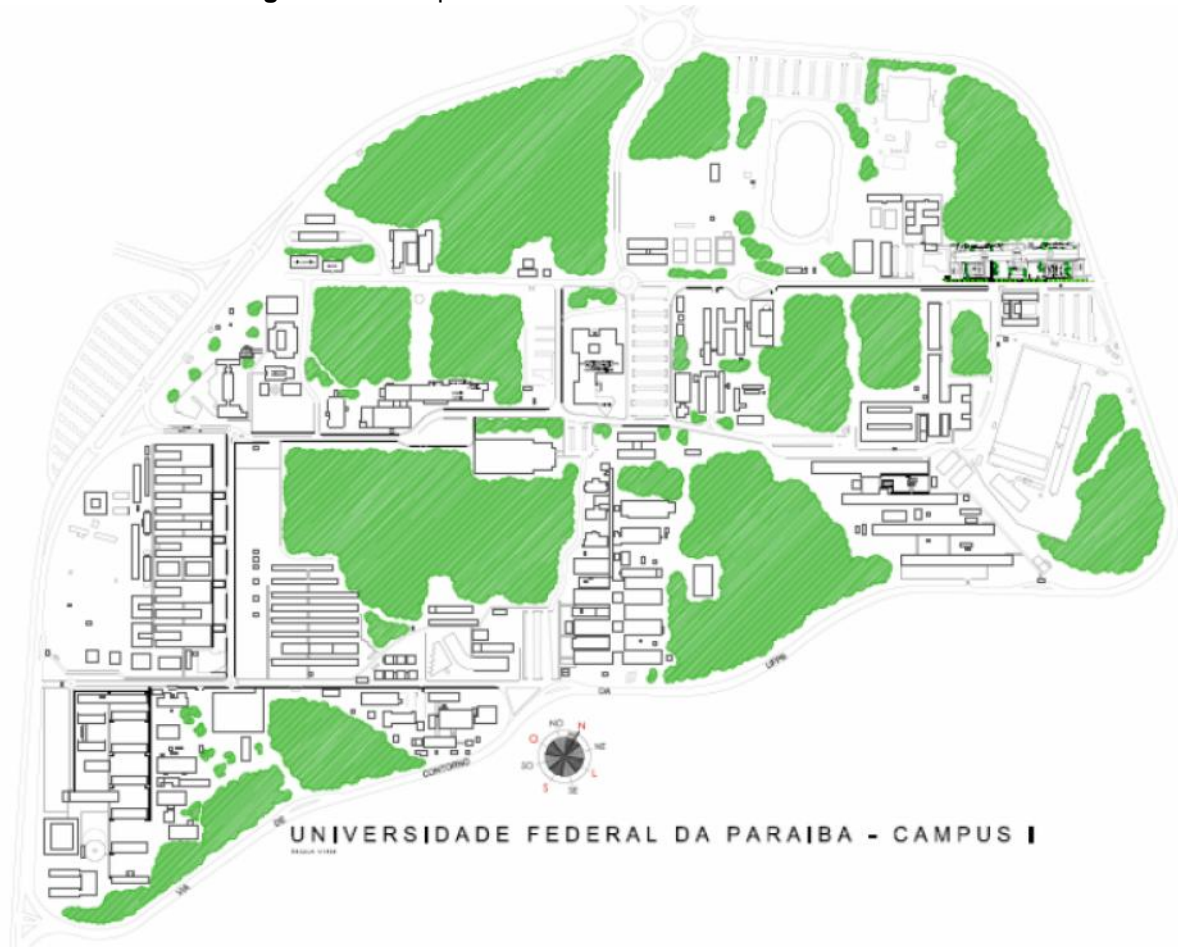 UFPB
DA
NO N
O NE
SO L
S SE
CONTORNO
DE
UNIVERSIDADE FEDERAL DA PARAIBA - CAMPUS I
VIA